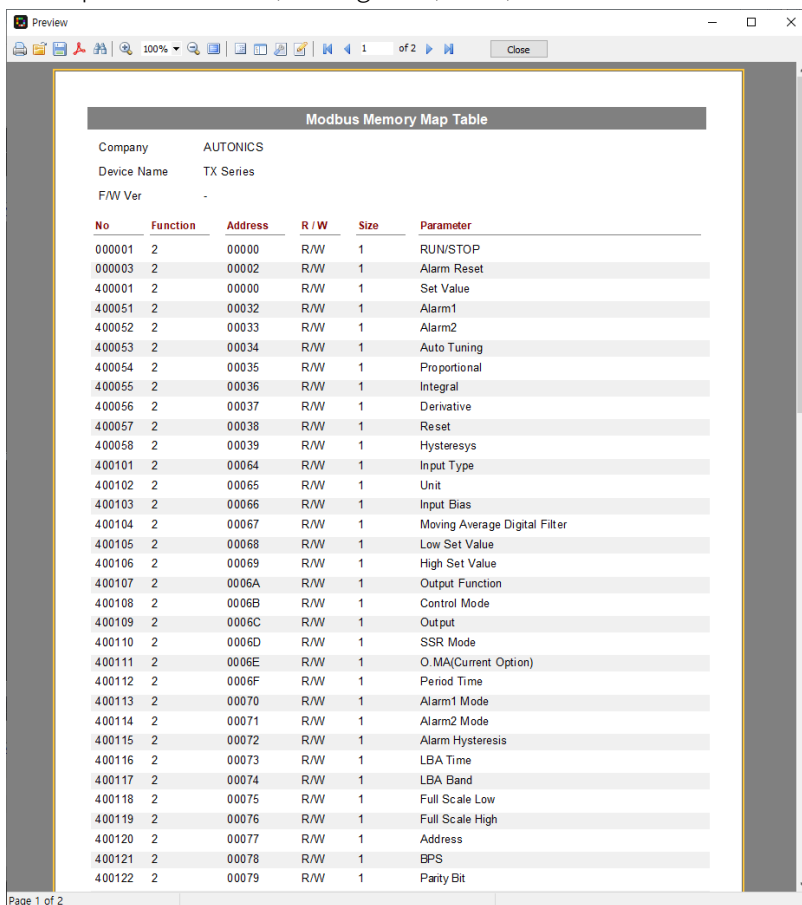 Preview
100%
1 of 2
Close
Modbus Memory Map Table
Company AUTONICS
Device Name TX Series
F/W Ver -
No Function Address R / W Size Parameter
000001 2 00000 R/W 1 RUN/STOP
000003 2 00002 R/W 1 Alarm Reset
400001 2 00000 R/W 1 Set Value
400051 2 00032 R/W 1 Alarm1
400052 2 00033 R/W 1 Alarm2
400053 2 00034 R/W 1 Auto Tuning
400054 2 00035 R/W 1 Proportional
400055 2 00036 R/W 1 Integral
400056 2 00037 R/W 1 Derivative
400057 2 00038 R/W 1 Reset
400058 2 00039 R/W 1 Hysteresys
400101 2 00064 R/W 1 Input Type
400102 2 00065 R/W 1 Unit
400103 2 00066 R/W 1 Input Bias
400104 2 00067 R/W 1 Moving Average Digital Filter
400105 2 00068 R/W 1 Low Set Value
400106 2 00069 R/W 1 High Set Value
400107 2 0006A R/W 1 Output Function
400108 2 0006B R/W 1 Control Mode
400109 2 0006C R/W 1 Output
400110 2 0006D R/W 1 SSR Mode
400111 2 0006E R/W 1 O.MA(Current Option)
400112 2 0006F R/W 1 Period Time
400113 2 00070 R/W 1 Alarm1 Mode
400114 2 00071 R/W 1 Alarm2 Mode
400115 2 00072 R/W 1 Alarm Hysteresis
400116 2 00073 R/W 1 LBA Time
400117 2 00074 R/W 1 LBA Band
400118 2 00075 R/W 1 Full Scale Low
400119 2 00076 R/W 1 Full Scale High
400120 2 00077 R/W 1 Address
400121 2 00078 R/W 1 BPS
400122 2 00079 R/W 1 Parity Bit
Page 1 of 2